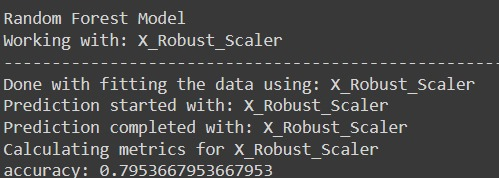 Random Forest Model
Working with: X_Robust_Scaler
----------------------------------------------------
Done with fitting the data using: X_Robust_Scaler
Prediction started with: X_Robust_Scaler
Prediction completed with: X_Robust_Scaler
Calculating metrics for X_Robust_Scaler
accuracy: 0.7953667953667953